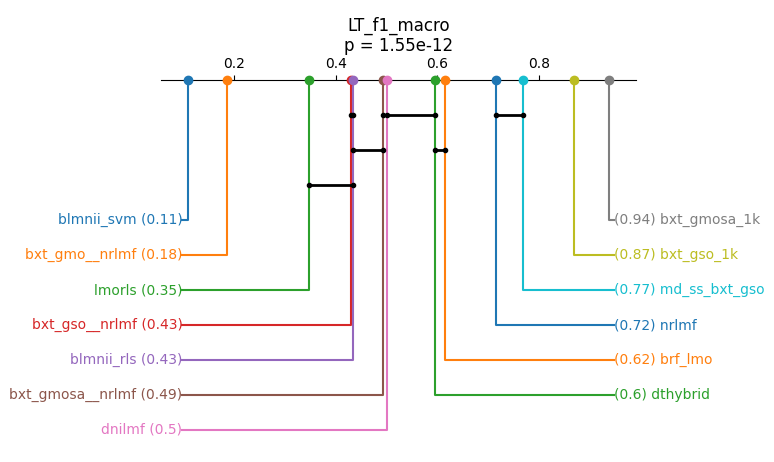 LT_f1_macro
p = 1.55e-12
0.2 0.4 0.6 0.8
blmnii_svm (0.11) (0.94) bxt_gmosa_1k
bxt_gmo__nrlmf (0.18) (0.87) bxt_gso_1k
lmorls (0.35) (0.77) md_ss_bxt_gso
bxt_gso__nrlmf (0.43) (0.72) nrlmf
blmnii_rls (0.43) (0.62) brf_lmo
bxt_gmosa__nrlmf (0.49) (0.6) dthybrid
dnilmf (0.5)